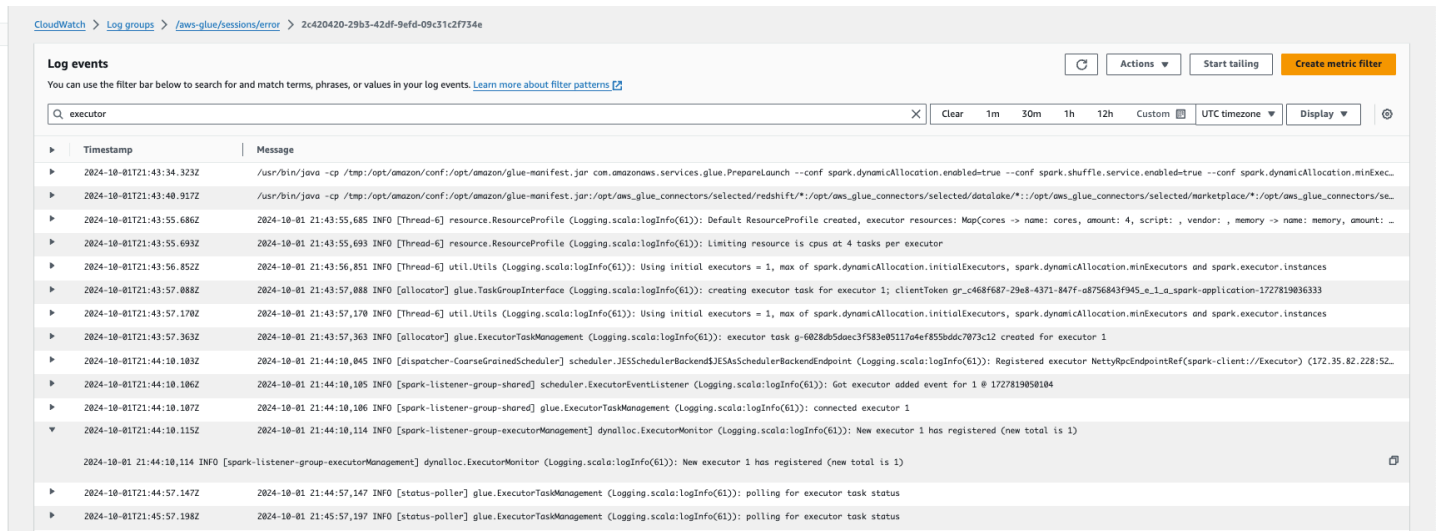 CloudWatch > Log groups > /aws-glue/sessions/error > 2c420420-29b3-42df-9efd-09c31c2f734e
Log events
Actions ▼ Start tailing Create metric filter
You can use the filter bar below to search for and match terms, phrases, or values in your log events. Learn more about filter patterns
executor
Clear 1m 30m 1h 12h Custom UTC timezone ▼ Display ▼
Timestamp Message
2024-10-01T21:43:34.323Z /usr/bin/java -cp /tmp:/opt/amazon/conf:/opt/amazon/glue-manifest.jar com.amazonaws.services.glue.PrepareLaunch --conf spark.dynamicAllocation.enabled=true --conf spark.shuffle.service.enabled=true --conf spark.dynamicAllocation.minExec…
2024-10-01T21:43:40.917Z /usr/bin/java -cp /tmp:/opt/amazon/conf:/opt/amazon/glue-manifest.jar:/opt/aws_glue_connectors/selected/redshift/*:/opt/aws_glue_connectors/selected/datalake/*::/opt/aws_glue_connectors/selected/marketplace/*:/opt/aws_glue_connectors/se…
2024-10-01T21:43:55.686Z 2024-10-01 21:43:55,685 INFO [Thread-6] resource.ResourceProfile (Logging.scala:logInfo(61)): Default ResourceProfile created, executor resources: Map(cores -> name: cores, amount: 4, script: , vendor: , memory -> name: memory, amount: …
2024-10-01T21:43:55.693Z 2024-10-01 21:43:55,693 INFO [Thread-6] resource.ResourceProfile (Logging.scala:logInfo(61)): Limiting resource is cpus at 4 tasks per executor
2024-10-01T21:43:56.852Z 2024-10-01 21:43:56,851 INFO [Thread-6] util.Utils (Logging.scala:logInfo(61)): Using initial executors = 1, max of spark.dynamicAllocation.initialExecutors, spark.dynamicAllocation.minExecutors and spark.executor.instances
2024-10-01T21:43:57.088Z 2024-10-01 21:43:57,088 INFO [allocator] glue.TaskGroupInterface (Logging.scala:logInfo(61)): creating executor task for executor 1; clientToken gr_c468f687-29e8-4371-847f-a8756843f945_e_1_a_spark-application-1727819036333
2024-10-01T21:43:57.170Z 2024-10-01 21:43:57,170 INFO [Thread-6] util.Utils (Logging.scala:logInfo(61)): Using initial executors = 1, max of spark.dynamicAllocation.initialExecutors, spark.dynamicAllocation.minExecutors and spark.executor.instances
2024-10-01T21:43:57.363Z 2024-10-01 21:43:57,363 INFO [allocator] glue.ExecutorTaskManagement (Logging.scala:logInfo(61)): executor task g-6028db5daec3f583e05117a4ef855bddc7073c12 created for executor 1
2024-10-01T21:44:10.103Z 2024-10-01 21:44:10,045 INFO [dispatcher-CoarseGrainedScheduler] scheduler.JESSchedulerBackend$JESAsSchedulerBackendEndpoint (Logging.scala:logInfo(61)): Registered executor NettyRpcEndpointRef(spark-client://Executor) (172.35.82.228:52…
2024-10-01T21:44:10.106Z 2024-10-01 21:44:10,105 INFO [spark-listener-group-shared] scheduler.ExecutorEventListener (Logging.scala:logInfo(61)): Got executor added event for 1 @ 1727819050104
2024-10-01T21:44:10.107Z 2024-10-01 21:44:10,106 INFO [spark-listener-group-shared] glue.ExecutorTaskManagement (Logging.scala:logInfo(61)): connected executor 1
2024-10-01T21:44:10.115Z 2024-10-01 21:44:10,114 INFO [spark-listener-group-executorManagement] dynalloc.ExecutorMonitor (Logging.scala:logInfo(61)): New executor 1 has registered (new total is 1)
2024-10-01 21:44:10,114 INFO [spark-listener-group-executorManagement] dynalloc.ExecutorMonitor (Logging.scala:logInfo(61)): New executor 1 has registered (new total is 1)
2024-10-01T21:44:57.147Z 2024-10-01 21:44:57,147 INFO [status-poller] glue.ExecutorTaskManagement (Logging.scala:logInfo(61)): polling for executor task status
2024-10-01T21:45:57.198Z 2024-10-01 21:45:57,197 INFO [status-poller] glue.ExecutorTaskManagement (Logging.scala:logInfo(61)): polling for executor task status